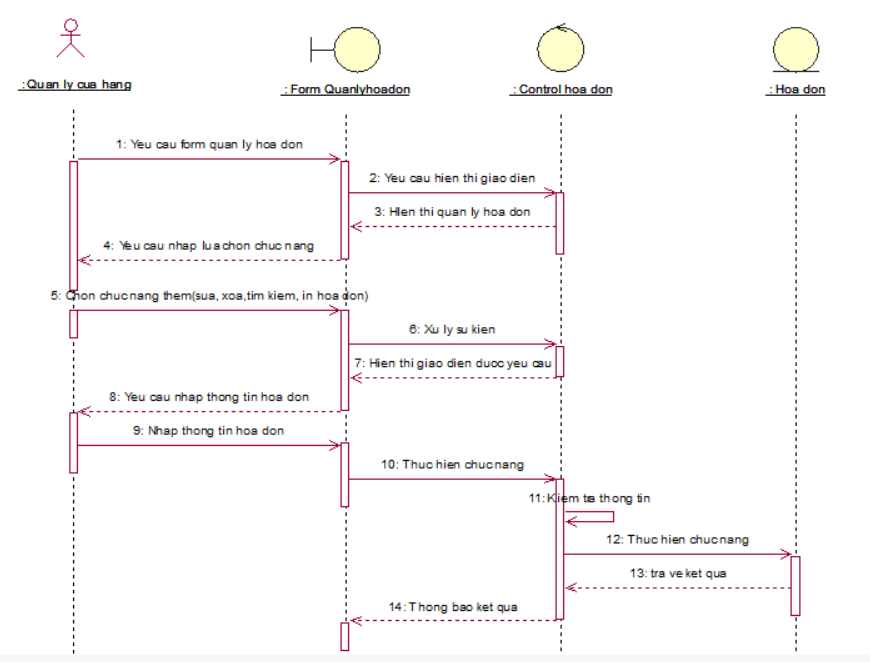 : Quan ly cua hang
: Form Quanlyhoadon
: Control hoa don
: Hoa don
1: Yeu cau form quan ly hoa don
2: Yeu cau hien thi giao dien
3: HIen thi quan ly hoa don
4: Yeu cau nhap lua chon chuc nang
5: Chon chuc nang them(sua, xoa,tim kiem, in hoa don)
6: Xu ly su kien
7: Hien thi giao dien duoc yeu cau
8: Yeu cau nhap thong tin hoa don
9: Nhap thong tin hoa don
10: Thuc hien chuc nang
11: Kiem tra thong tin
12: Thuc hien chuc nang
13: tra ve ket qua
14: Thong bao ket qua